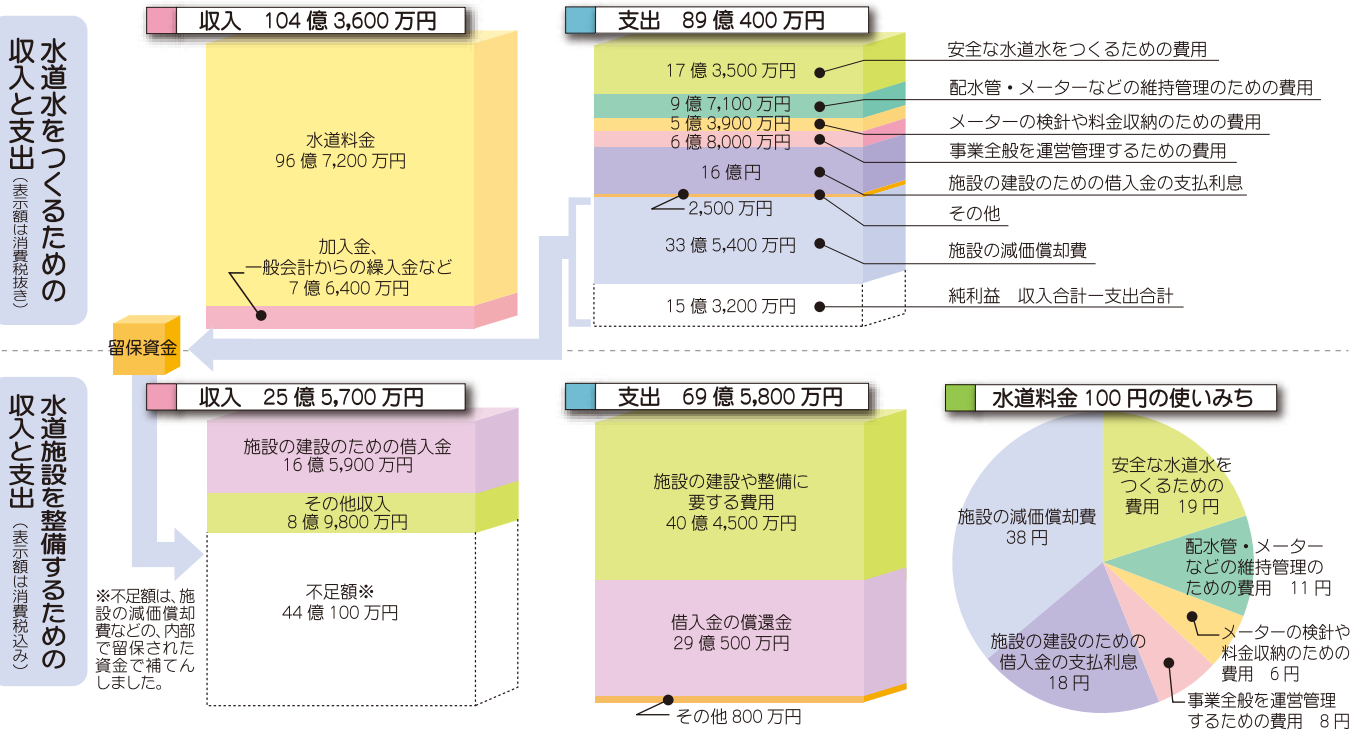 水道水をつくるための
収入と支出(表示額は消費税抜き)
収入 104億3,600万円
水道料金
96億7,200万円
加入金、
一般会計からの繰入金など
7億6,400万円
支出 89億400万円
17億3,500万円
安全な水道水をつくるための費用
9億7,100万円
配水管・メーターなどの維持管理のための費用
5億3,900万円
メーターの検針や料金収納のための費用
6億8,000万円
事業全般を運営管理するための費用
16億円
施設の建設のための借入金の支払利息
2,500万円
その他
33億5,400万円
施設の減価償却費
15億3,200万円
純利益 収入合計ー支出合計
留保資金
水道施設を整備するための
収入と支出(表示額は消費税込み)
収入 25億5,700万円
施設の建設のための借入金
16億5,900万円
その他収入
8億9,800万円
不足額※
44億100万円
※不足額は、施
設の減価償却
費などの、内部
で留保された
資金で補てん
しました。
支出 69億5,800万円
施設の建設や整備に
要する費用
40億4,500万円
借入金の償還金
29億500万円
その他800万円
水道料金100円の使いみち
安全な水道水を
つくるための
費用 19円
配水管・メーター
などの維持管理の
ための費用 11円
メーターの検針や
料金収納のための
費用 6円
事業全般を運営管理
するための費用 8円
施設の建設のための
借入金の支払利息
18円
施設の減価償却費
38円